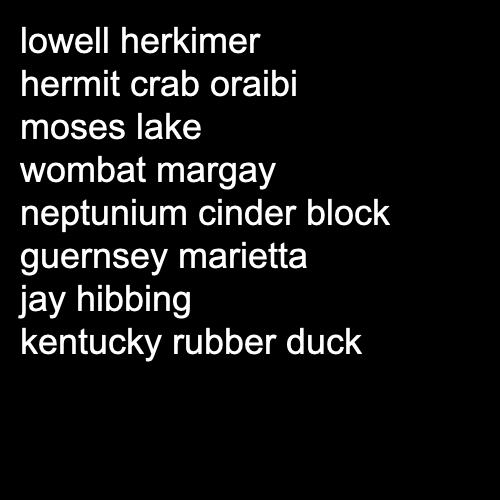 lowell herkimer
hermit crab oraibi
moses lake
wombat margay
neptunium cinder block
guernsey marietta
jay hibbing
kentucky rubber duck